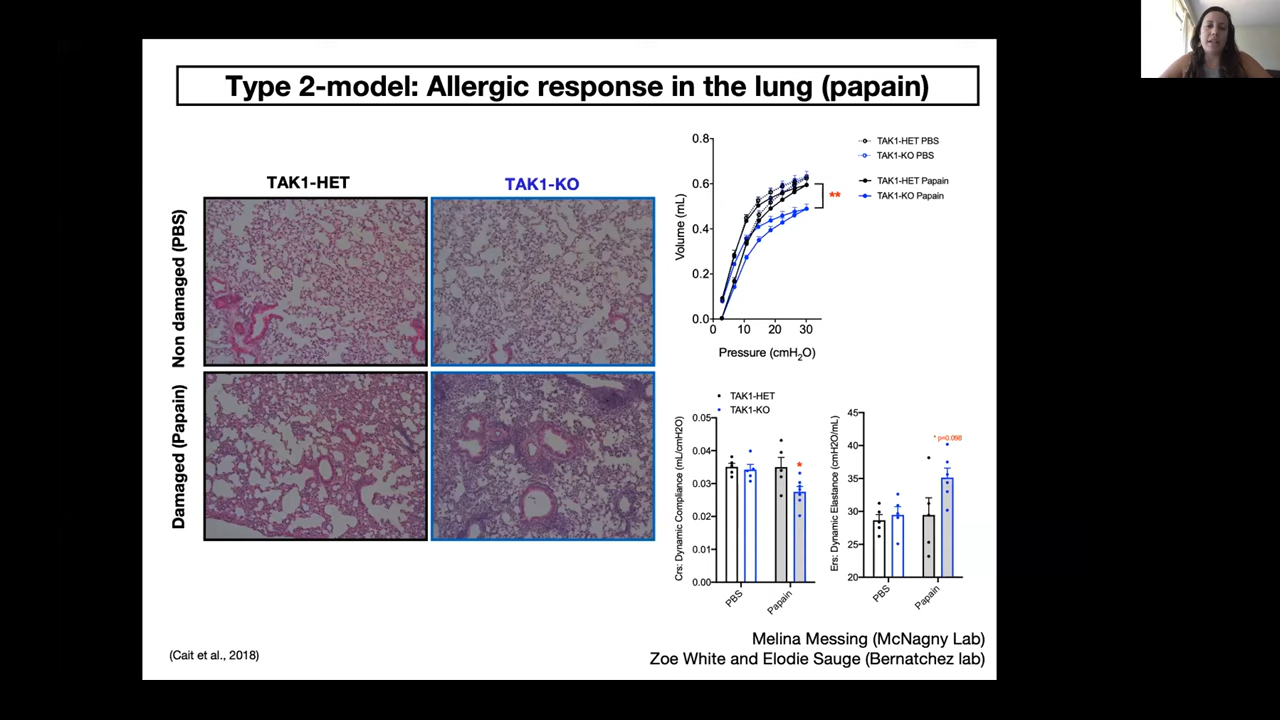 Type 2-model: Allergic response in the lung (papain)
TAK1-HET
TAK1-KO
Non damaged (PBS)
Damaged (Papain)
0.8
0.6
0.4
0.2
0.0
0
10
20
30
Volume (mL)
Pressure (cmH2O)
TAK1-HET PBS
TAK1-KO PBS
TAK1-HET Papain
TAK1-KO Papain
**
TAK1-HET
TAK1-KO
0.05
0.04
0.03
0.02
0.01
0.00
Crs: Dynamic Compliance (mL/cmH2O)
*
PBS
Papain
45
40
35
30
25
20
Ers: Dynamic Elastance (cmH2O/mL)
* p=0.098
PBS
Papain
Melina Messing (McNagny Lab)
Zoe White and Elodie Sauge (Bernatchez lab)
(Cait et al., 2018)